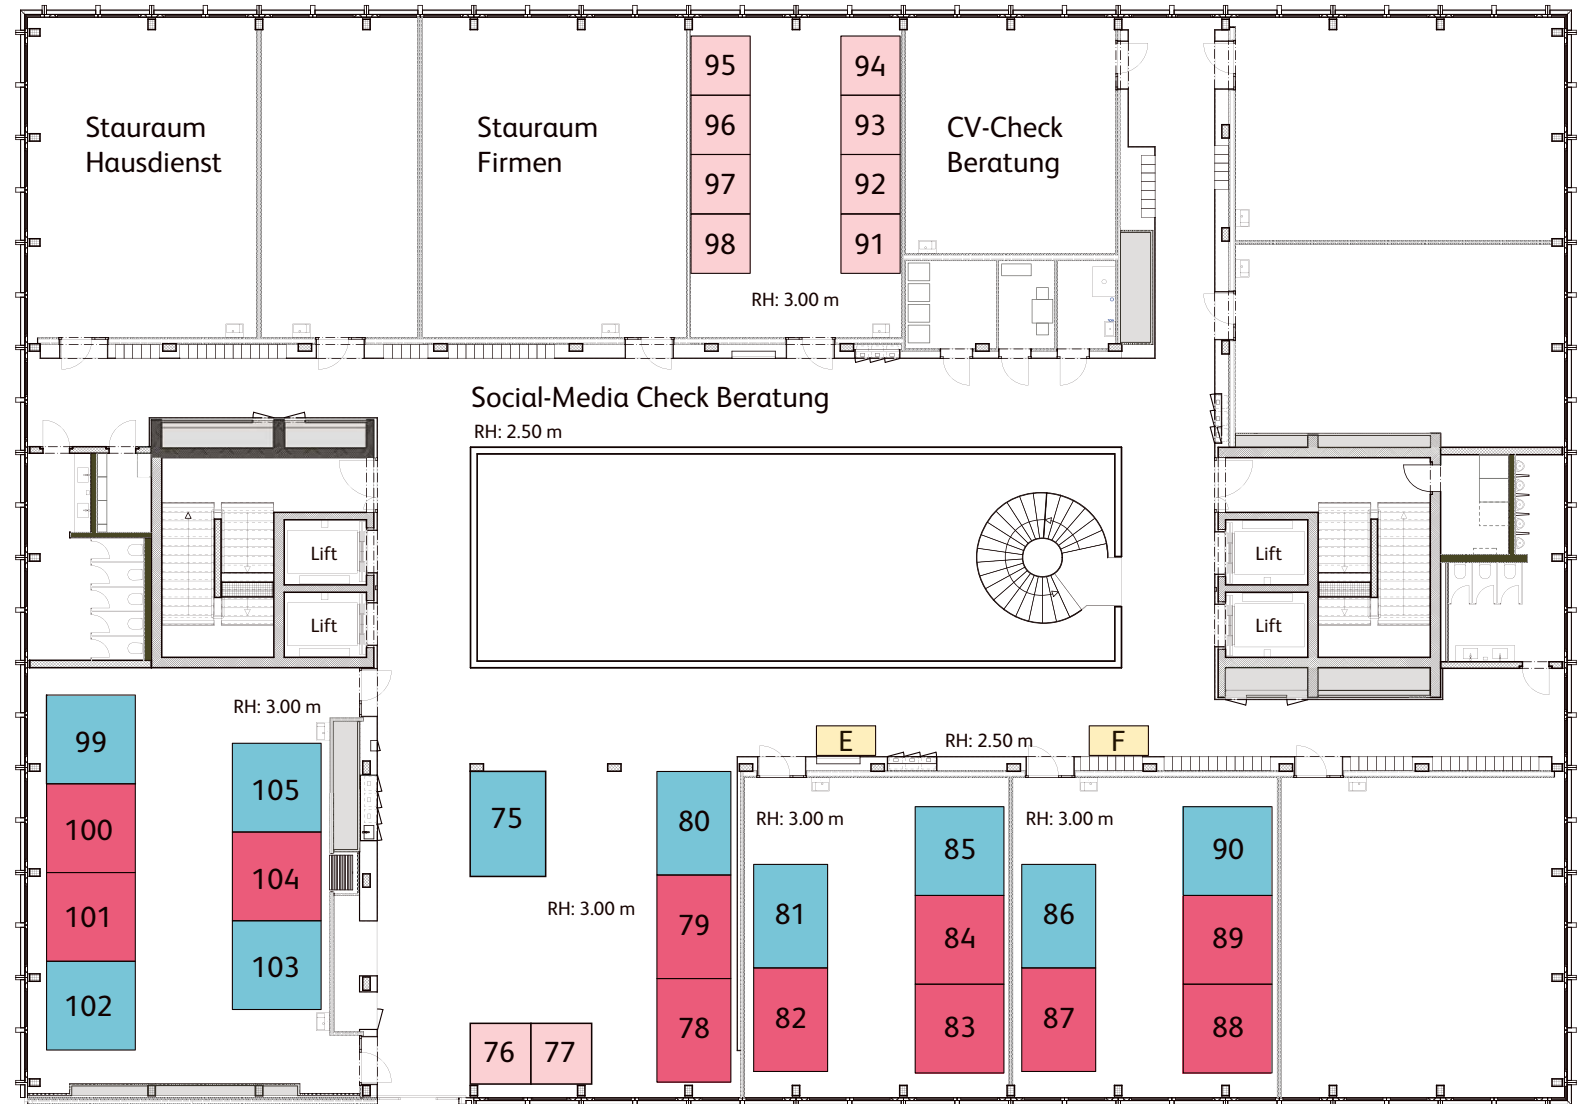 95
94
Stauraum
Hausdienst
Stauraum
Firmen
96
93
CV-Check
Beratung
97
92
98
91
RH: 3.00 m
Social-Media Check Beratung
RH: 2.50 m
Lift
Lift
Lift
Lift
RH: 3.00 m
99
100
101
102
105
104
103
75
76
77
RH: 3.00 m
80
79
78
E
RH: 2.50 m
F
RH: 3.00 m
81
82
85
84
83
RH: 3.00 m
86
87
90
89
88